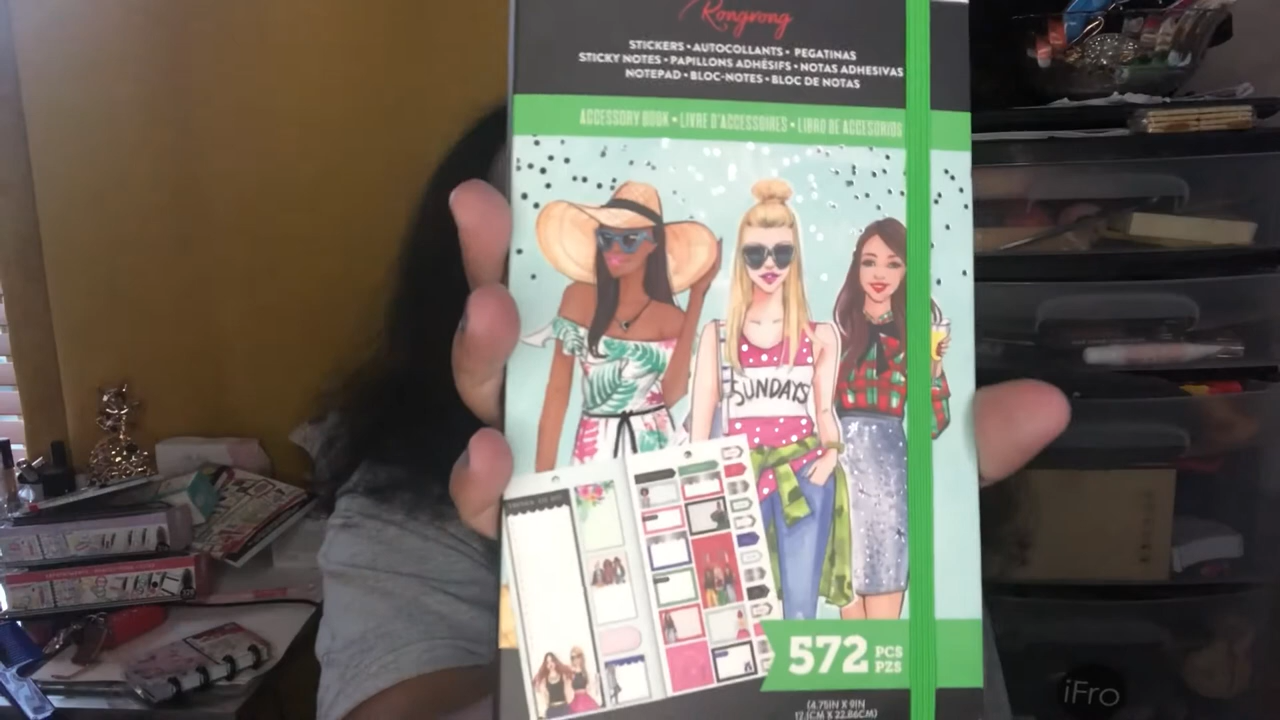 Rongrong
STICKERS • AUTOCOLLANTS • PEGATINAS
STICKY NOTES • PAPILLONS ADHÉSIFS • NOTAS ADHESIVAS
NOTEPAD • BLOC-NOTES • BLOC DE NOTAS
ACCESSORY BOOK • LIVRE D'ACCESSOIRES • LIBRO DE ACCESORIOS
SUNDAYS
572 PCS
PZS
(4.75IN X 9IN
17.1CM X 22.86CM)
iFro